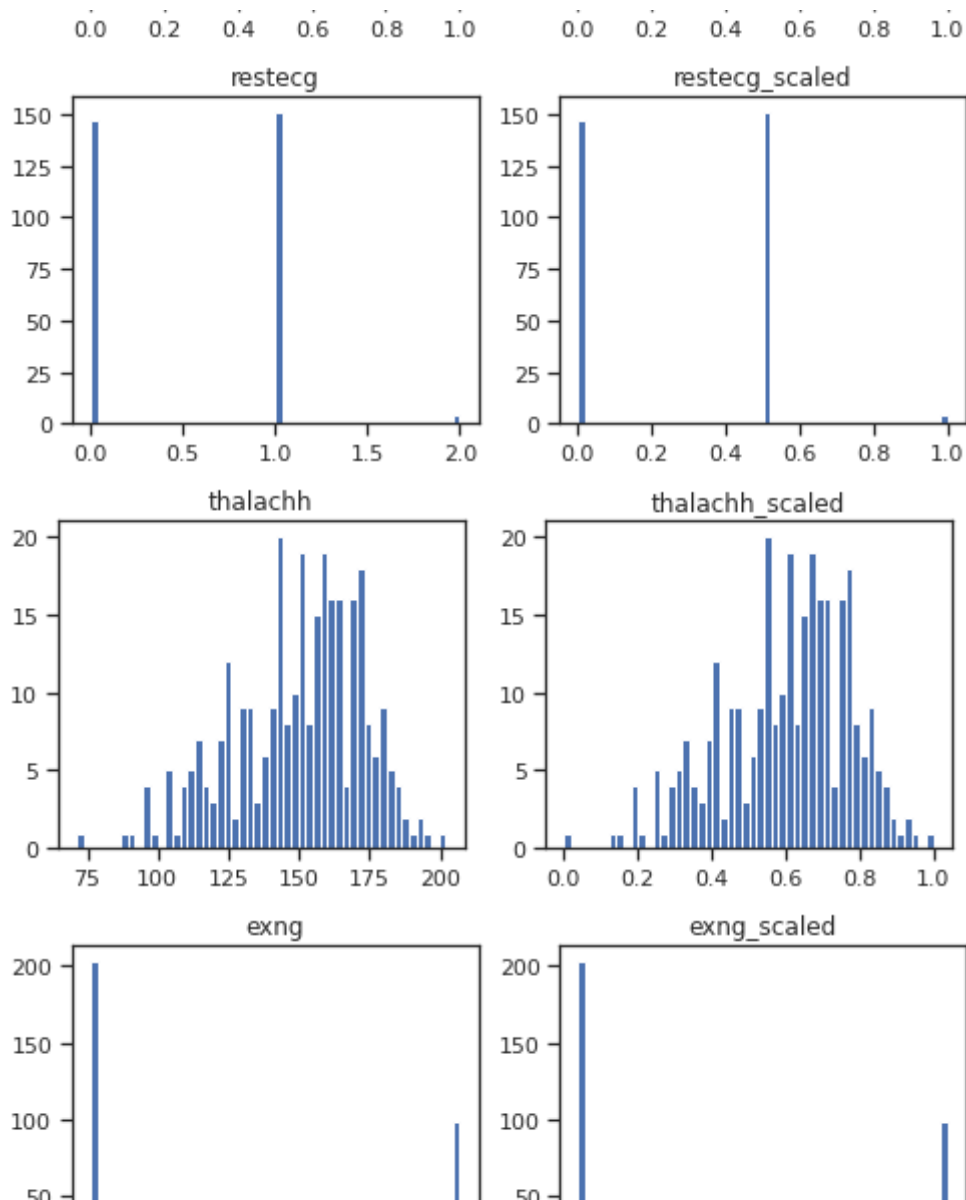 0.0 0.2 0.4 0.6 0.8 1.0 0.0 0.2 0.4 0.6 0.8 1.0
restecg restecg_scaled
150 150
125 125
100 100
75 75
50 50
25 25
0 0
0.0 0.5 1.0 1.5 2.0 0.0 0.2 0.4 0.6 0.8 1.0
thalachh thalachh_scaled
20 20
15 15
10 10
5 5
0 0
75 100 125 150 175 200 0.0 0.2 0.4 0.6 0.8 1.0
exng exng_scaled
200 200
150 150
100 100
50 50